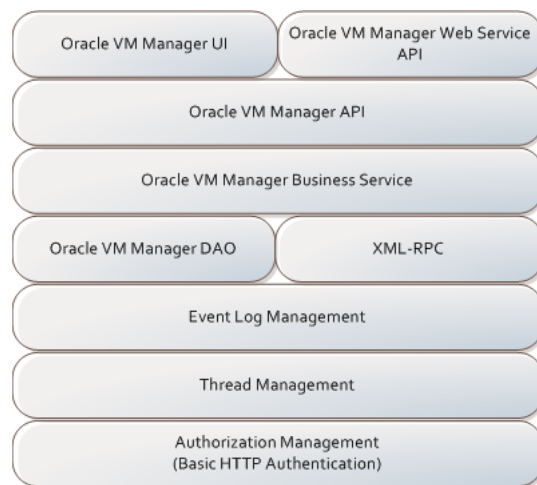 Oracle VM Manager UI
Oracle VM Manager Web Service
API
Oracle VM Manager API
Oracle VM Manager Business Service
Oracle VM Manager DAO
XML-RPC
Event Log Management
Thread Management
Authorization Management
(Basic HTTP Authentication)